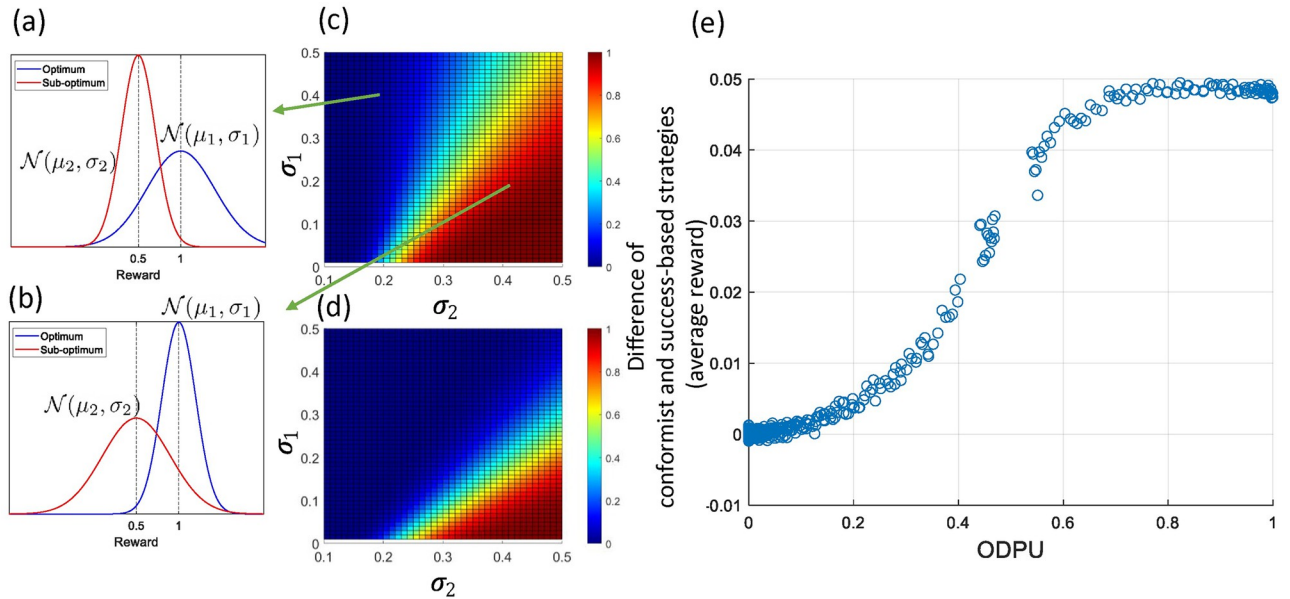 (a)
Optimum
Sub-optimum
𝒩(μ₁, σ₁)
𝒩(μ₂, σ₂)
0.5 1
Reward
(b)
𝒩(μ₁, σ₁)
Optimum
Sub-optimum
𝒩(μ₂, σ₂)
0.5 1
Reward
(c)
0.5
0.4
0.3
0.2
0.1
0
σ₁
0.1 0.2 0.3 0.4 0.5
σ₂
1
0.8
0.6
0.4
0.2
0
(d)
0.5
0.4
0.3
0.2
0.1
0
σ₁
0.1 0.2 0.3 0.4 0.5
σ₂
1
0.8
0.6
0.4
0.2
0
(e)
Difference of
conformist and success-based strategies
(average reward)
0.05
0.04
0.03
0.02
0.01
0
-0.01
0 0.2 0.4 0.6 0.8 1
ODPU